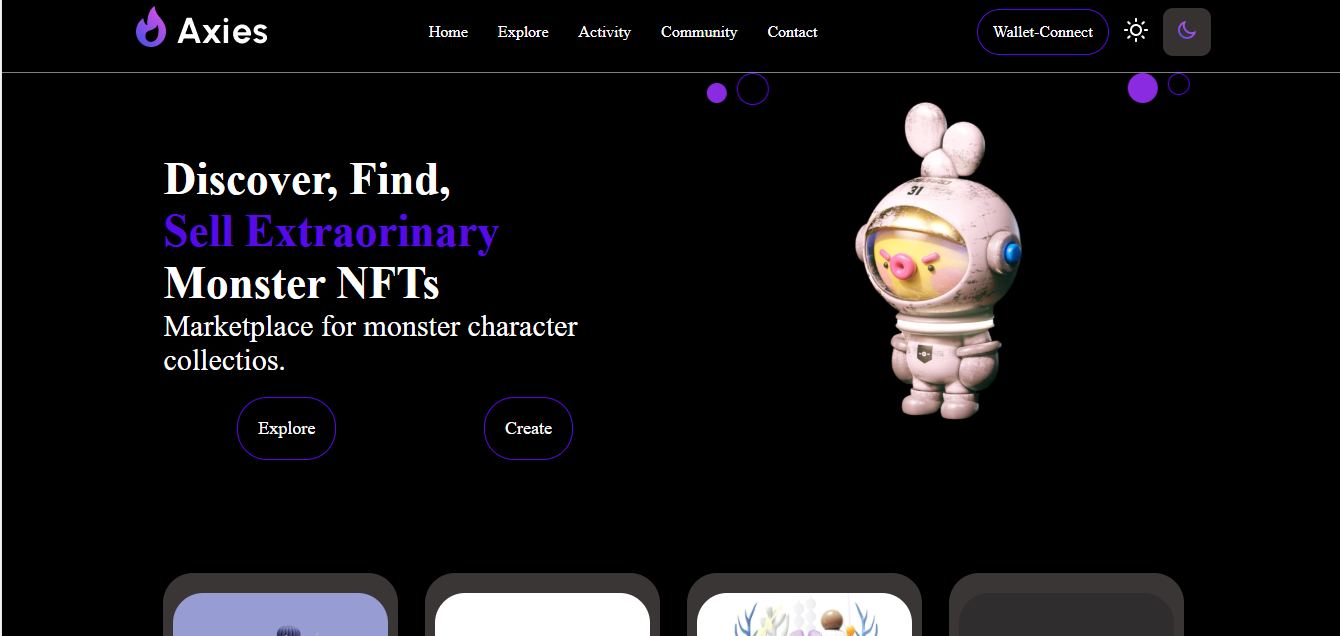 Axies
Home
Explore
Activity
Community
Contact
Wallet-Connect
Discover, Find,
Sell Extraorinary
Monster NFTs
Marketplace for monster character
collectios.
Explore
Create
31